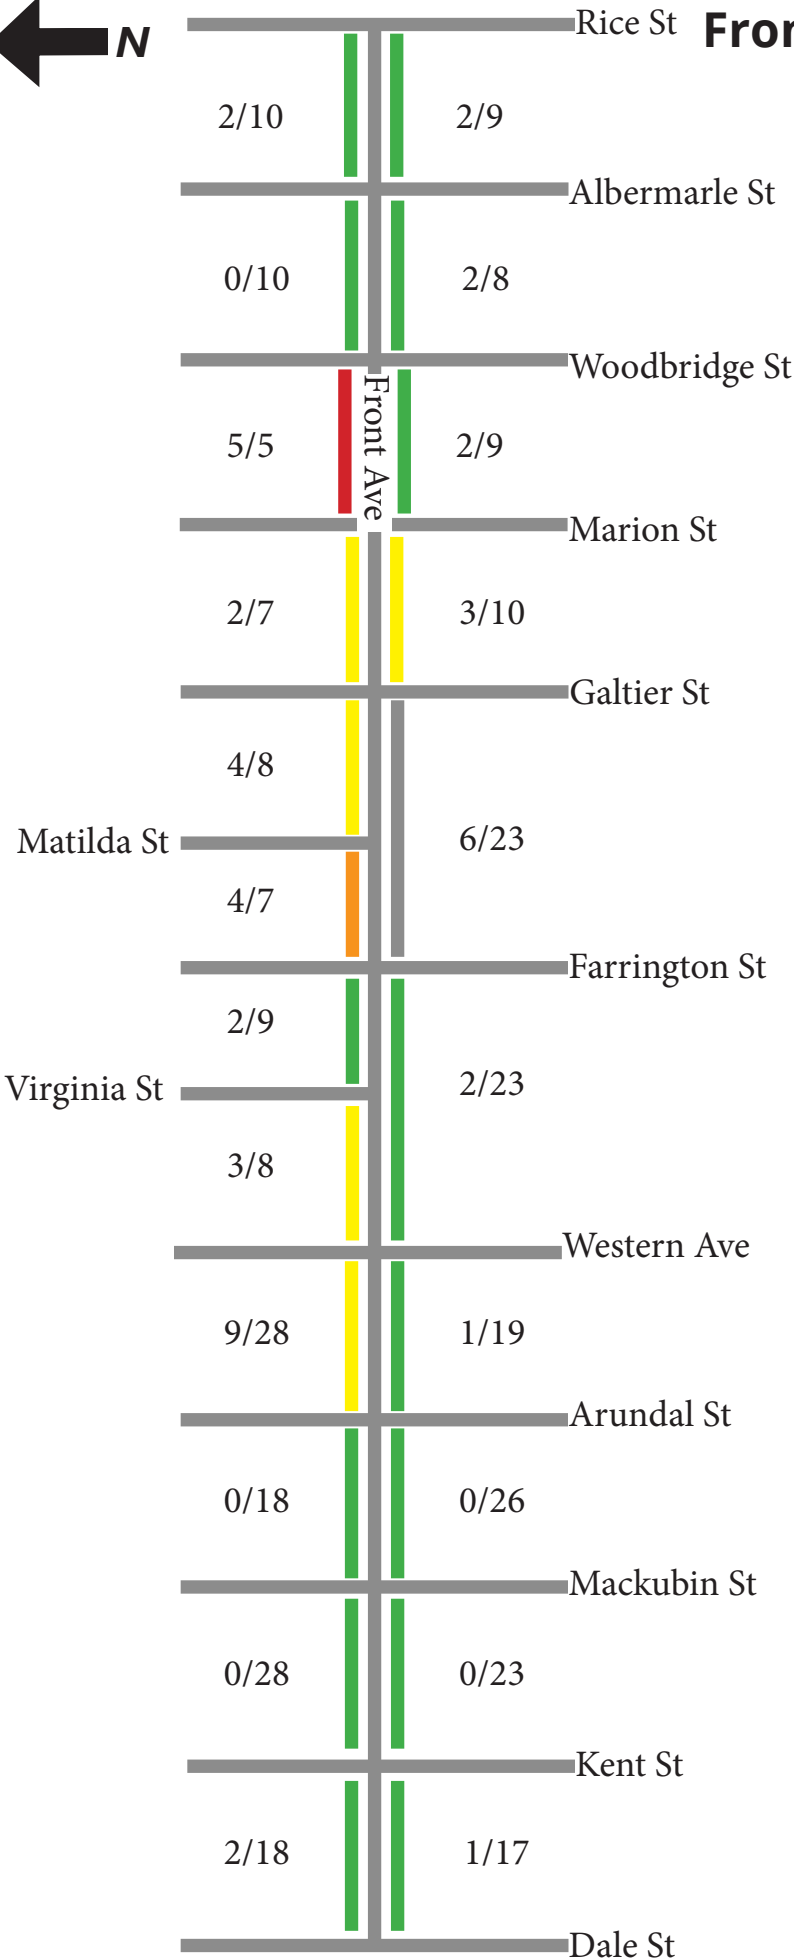 N
Rice St
Fron
2/10
2/9
Albermarle St
0/10
2/8
Woodbridge St
Front Ave
5/5
2/9
Marion St
2/7
3/10
Galtier St
4/8
Matilda St
6/23
4/7
Farrington St
2/9
Virginia St
2/23
3/8
Western Ave
9/28
1/19
Arundal St
0/18
0/26
Mackubin St
0/28
0/23
Kent St
2/18
1/17
Dale St